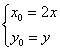 x₀ = 2x
y₀ = y